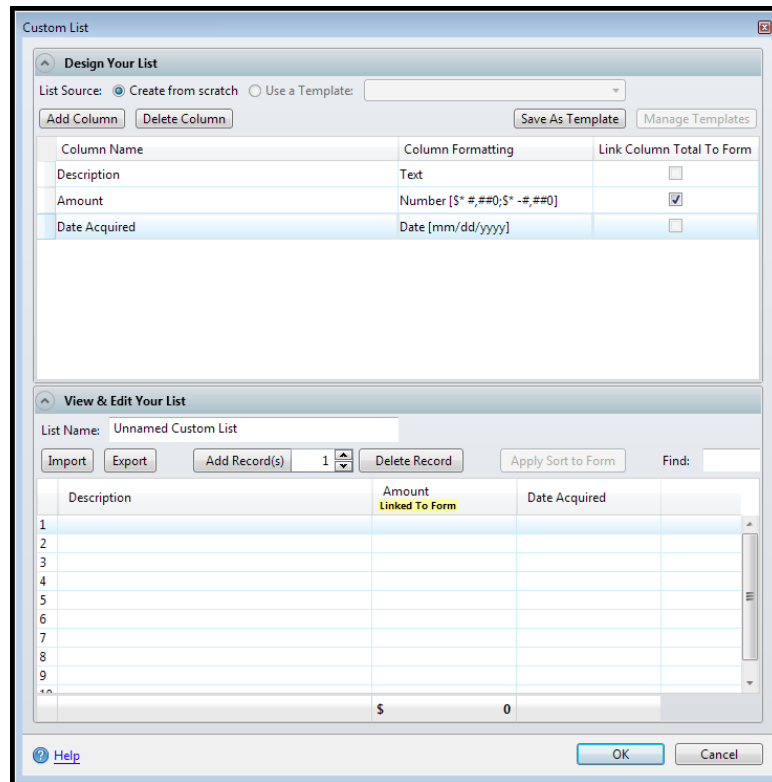 Custom List
Design Your List
List Source: Create from scratch Use a Template:
Add Column Delete Column Save As Template Manage Templates
Column Name Column Formatting Link Column Total To Form
Description Text
Amount Number [$* #,##0;$* -#,##0]
Date Acquired Date [mm/dd/yyyy]
View & Edit Your List
List Name: Unnamed Custom List
Import Export Add Record(s) 1 Delete Record Apply Sort to Form Find:
Description Amount Date Acquired
Linked To Form
1
2
3
4
5
6
7
8
9
$ 0
? Help OK Cancel